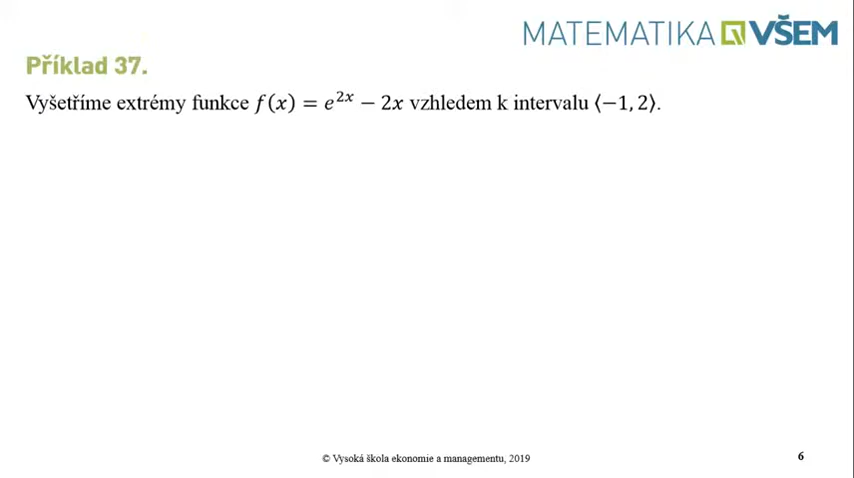 MATEMATIKA VŠEM
Příklad 37.
Vyšetříme extrémy funkce f(x) = e^{2x} − 2x vzhledem k intervalu ⟨−1, 2⟩.
© Vysoká škola ekonomie a managementu, 2019
6